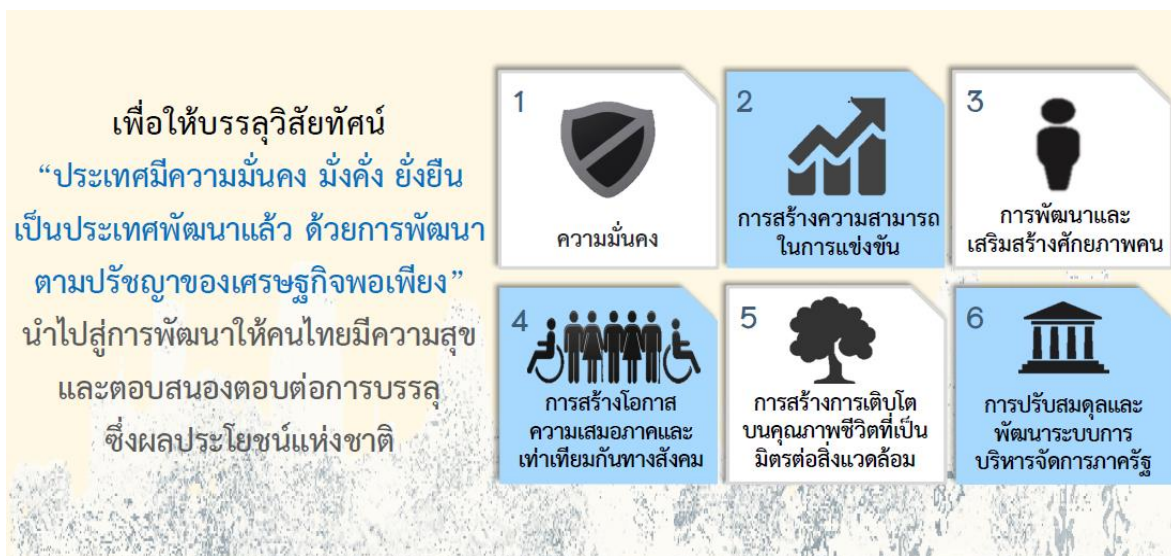 เพื่อให้บรรลุวิสัยทัศน์
“ประเทศมีความมั่นคง มั่งคั่ง ยั่งยืน
เป็นประเทศพัฒนาแล้ว ด้วยการพัฒนา
ตามปรัชญาของเศรษฐกิจพอเพียง”
นำไปสู่การพัฒนาให้คนไทยมีความสุข
และตอบสนองตอบต่อการบรรลุ
ซึ่งผลประโยชน์แห่งชาติ
1
ความมั่นคง
2
การสร้างความสามารถ
ในการแข่งขัน
3
การพัฒนาและ
เสริมสร้างศักยภาพคน
4
การสร้างโอกาส
ความเสมอภาคและ
เท่าเทียมกันทางสังคม
5
การสร้างการเติบโต
บนคุณภาพชีวิตที่เป็น
มิตรต่อสิ่งแวดล้อม
6
การปรับสมดุลและ
พัฒนาระบบการ
บริหารจัดการภาครัฐ